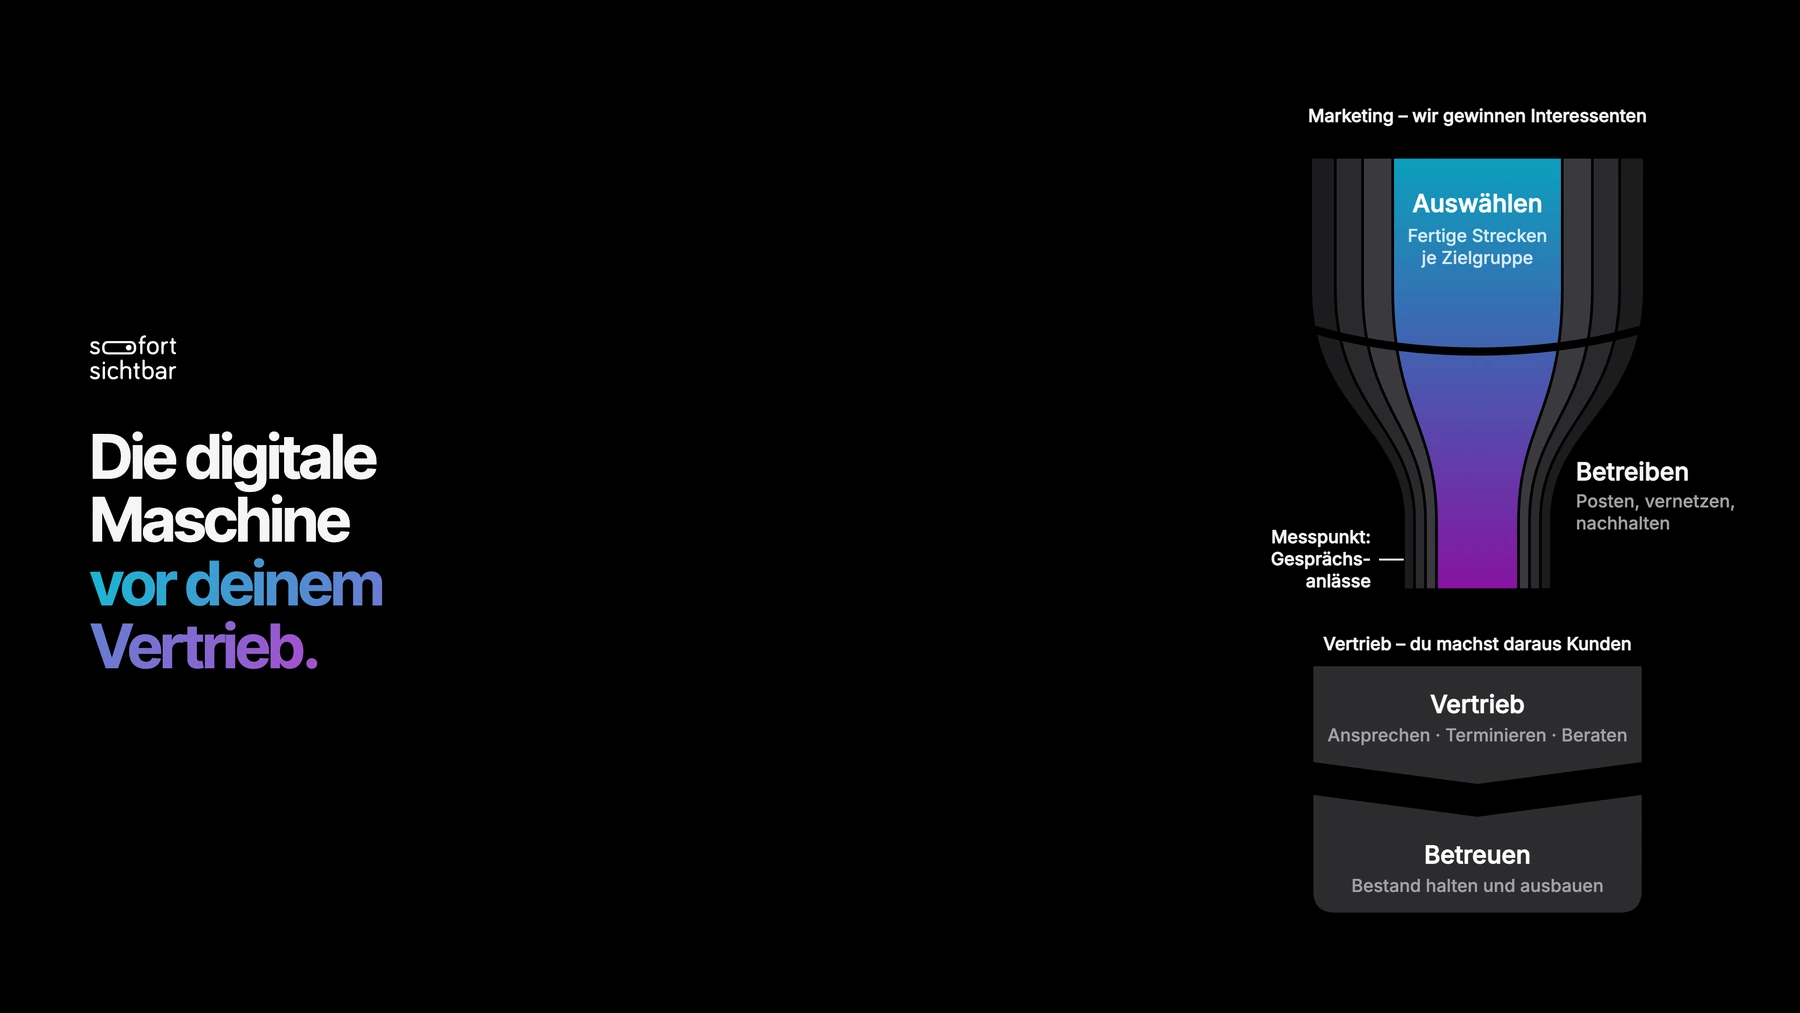 sofort
sichtbar
Die digitale
Maschine
vor deinem
Vertrieb.
Marketing – wir gewinnen Interessenten
Auswählen
Fertige Strecken
je Zielgruppe
Betreiben
Posten, vernetzen,
nachhalten
Messpunkt:
Gesprächs-
anlässe
Vertrieb – du machst daraus Kunden
Vertrieb
Ansprechen · Terminieren · Beraten
Betreuen
Bestand halten und ausbauen